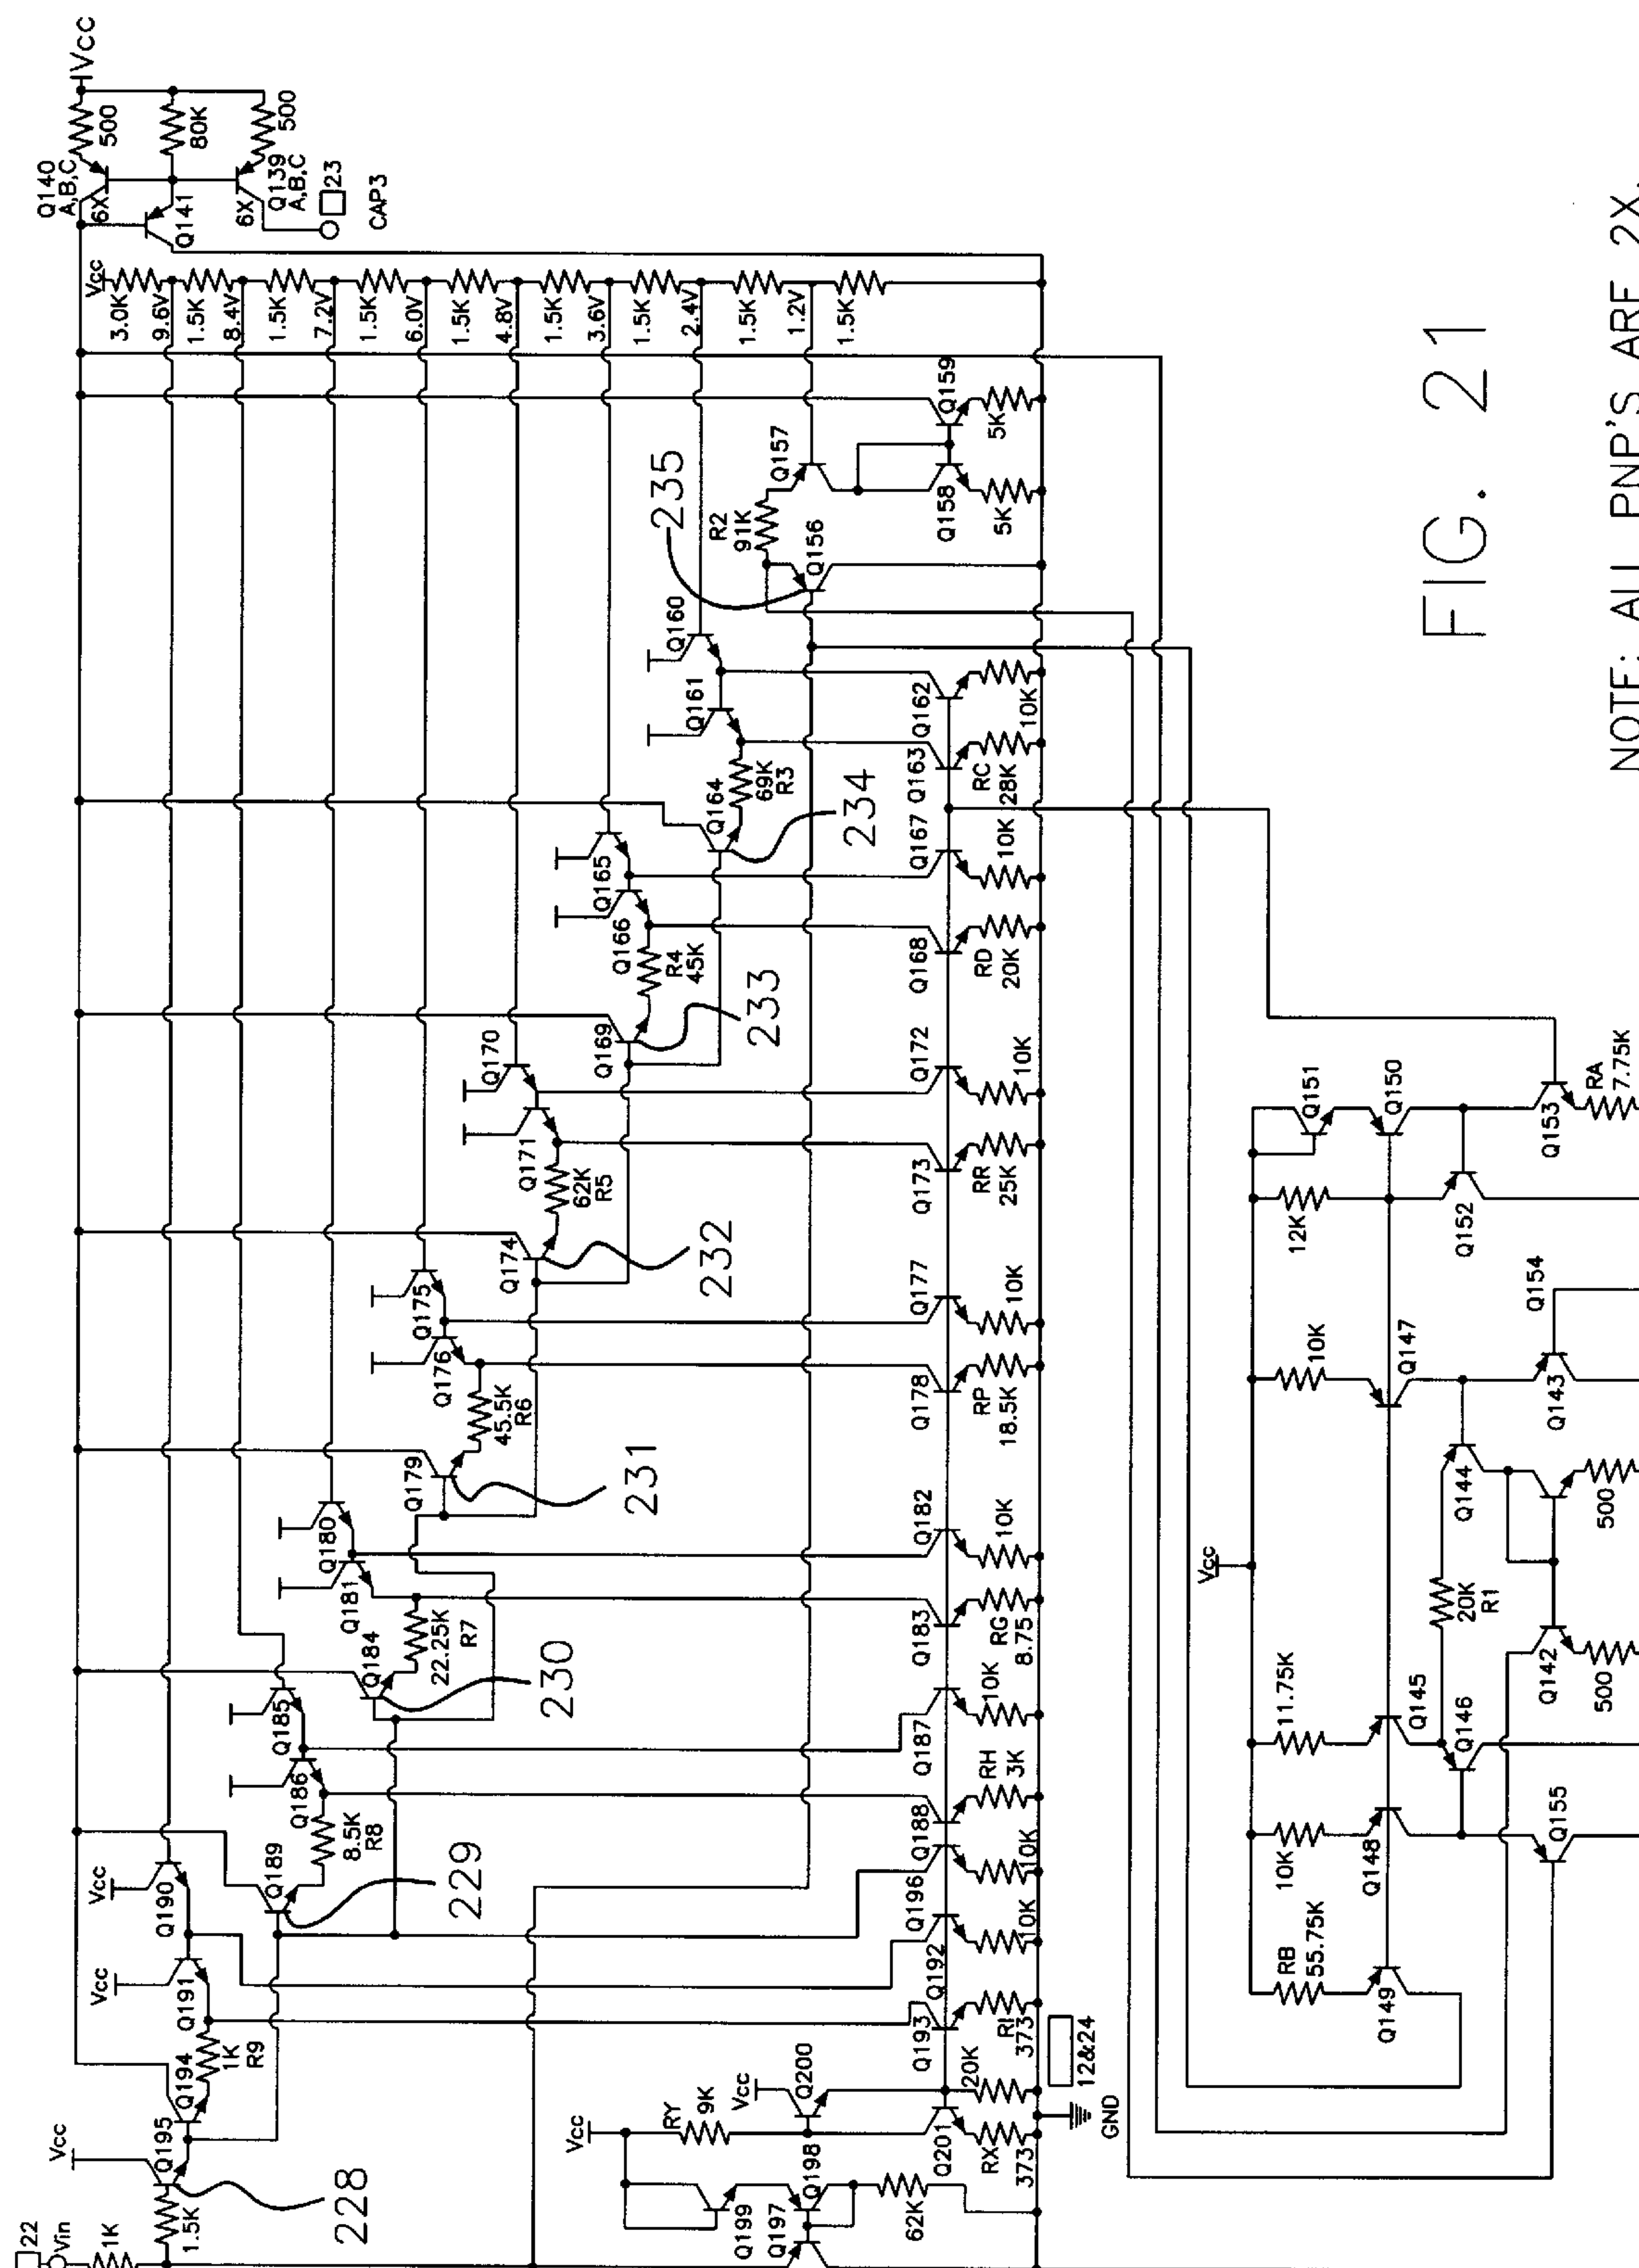 HVcc
Q140
A,B,C
6X
500
80K
500
Q141
6X
Q139
A,B,C
23
CAP3
Vcc
3.0K
9.6V
1.5K
8.4V
1.5K
7.2V
1.5K
6.0V
1.5K
4.8V
1.5K
3.6V
1.5K
2.4V
1.5K
1.2V
1.5K
Q159
5K
Q157
Q158
5K
235
R2
91K
Q156
Q160
Q161
Q162
10K
Q163
RC
28K
Q164
69K
R3
234
Q165
Q166
Q167
10K
Q168
RD
20K
R4
45K
Q169
233
Q170
Q171
Q172
10K
Q173
RR
25K
62K
R5
Q174
232
Q175
Q176
Q177
10K
Q178
RP
18.5K
45.5K
R6
Q179
231
Q180
Q181
Q182
10K
Q183
RG
8.75
22.25K
R7
Q184
230
Q185
Q186
Q187
10K
Q188
RH
3K
8.5K
R8
Q189
229
Vcc
Q190
Vcc
Q191
Q196
10K
Q192
10K
Q193
RI
373
Q194
1K
R9
Vcc
Q195
228
1.5K
22
Vin
1K
Vcc
RY
9K
Vcc
Q200
20K
Q201
RX
373
Q198
Q199
Q197
62K
12&24
GND
FIG. 21
NOTE: ALL PNP'S ARE 2X.
Vcc
Q151
Q150
12K
Q152
Q153
RA
7.75K
Q154
10K
Q147
Q143
Q144
20K
R1
500
11.75K
Q145
Q146
Q142
500
10K
Q148
Q155
RB
55.75K
Q149